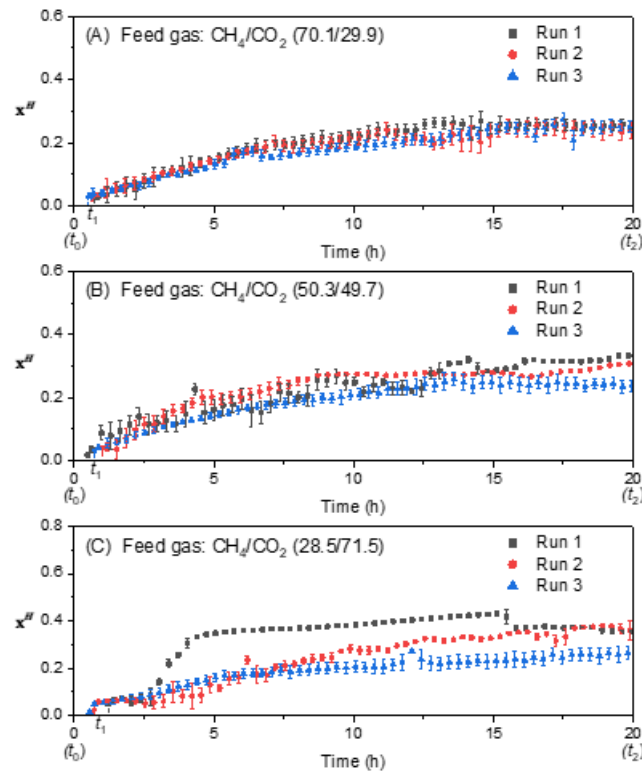 (A) Feed gas: CH₄/CO₂ (70.1/29.9)
Run 1
Run 2
Run 3
xᴴ
0.6
0.4
0.2
0.0
0 5 10 15 20
t₁
(t₀) Time (h) (t₂)
(B) Feed gas: CH₄/CO₂ (50.3/49.7)
Run 1
Run 2
Run 3
xᴴ
0.6
0.4
0.2
0.0
0 5 10 15 20
t₁
(t₀) Time (h) (t₂)
(C) Feed gas: CH₄/CO₂ (28.5/71.5)
Run 1
Run 2
Run 3
xᴴ
0.8
0.6
0.4
0.2
0.0
0 5 10 15 20
t₁
(t₀) Time (h) (t₂)